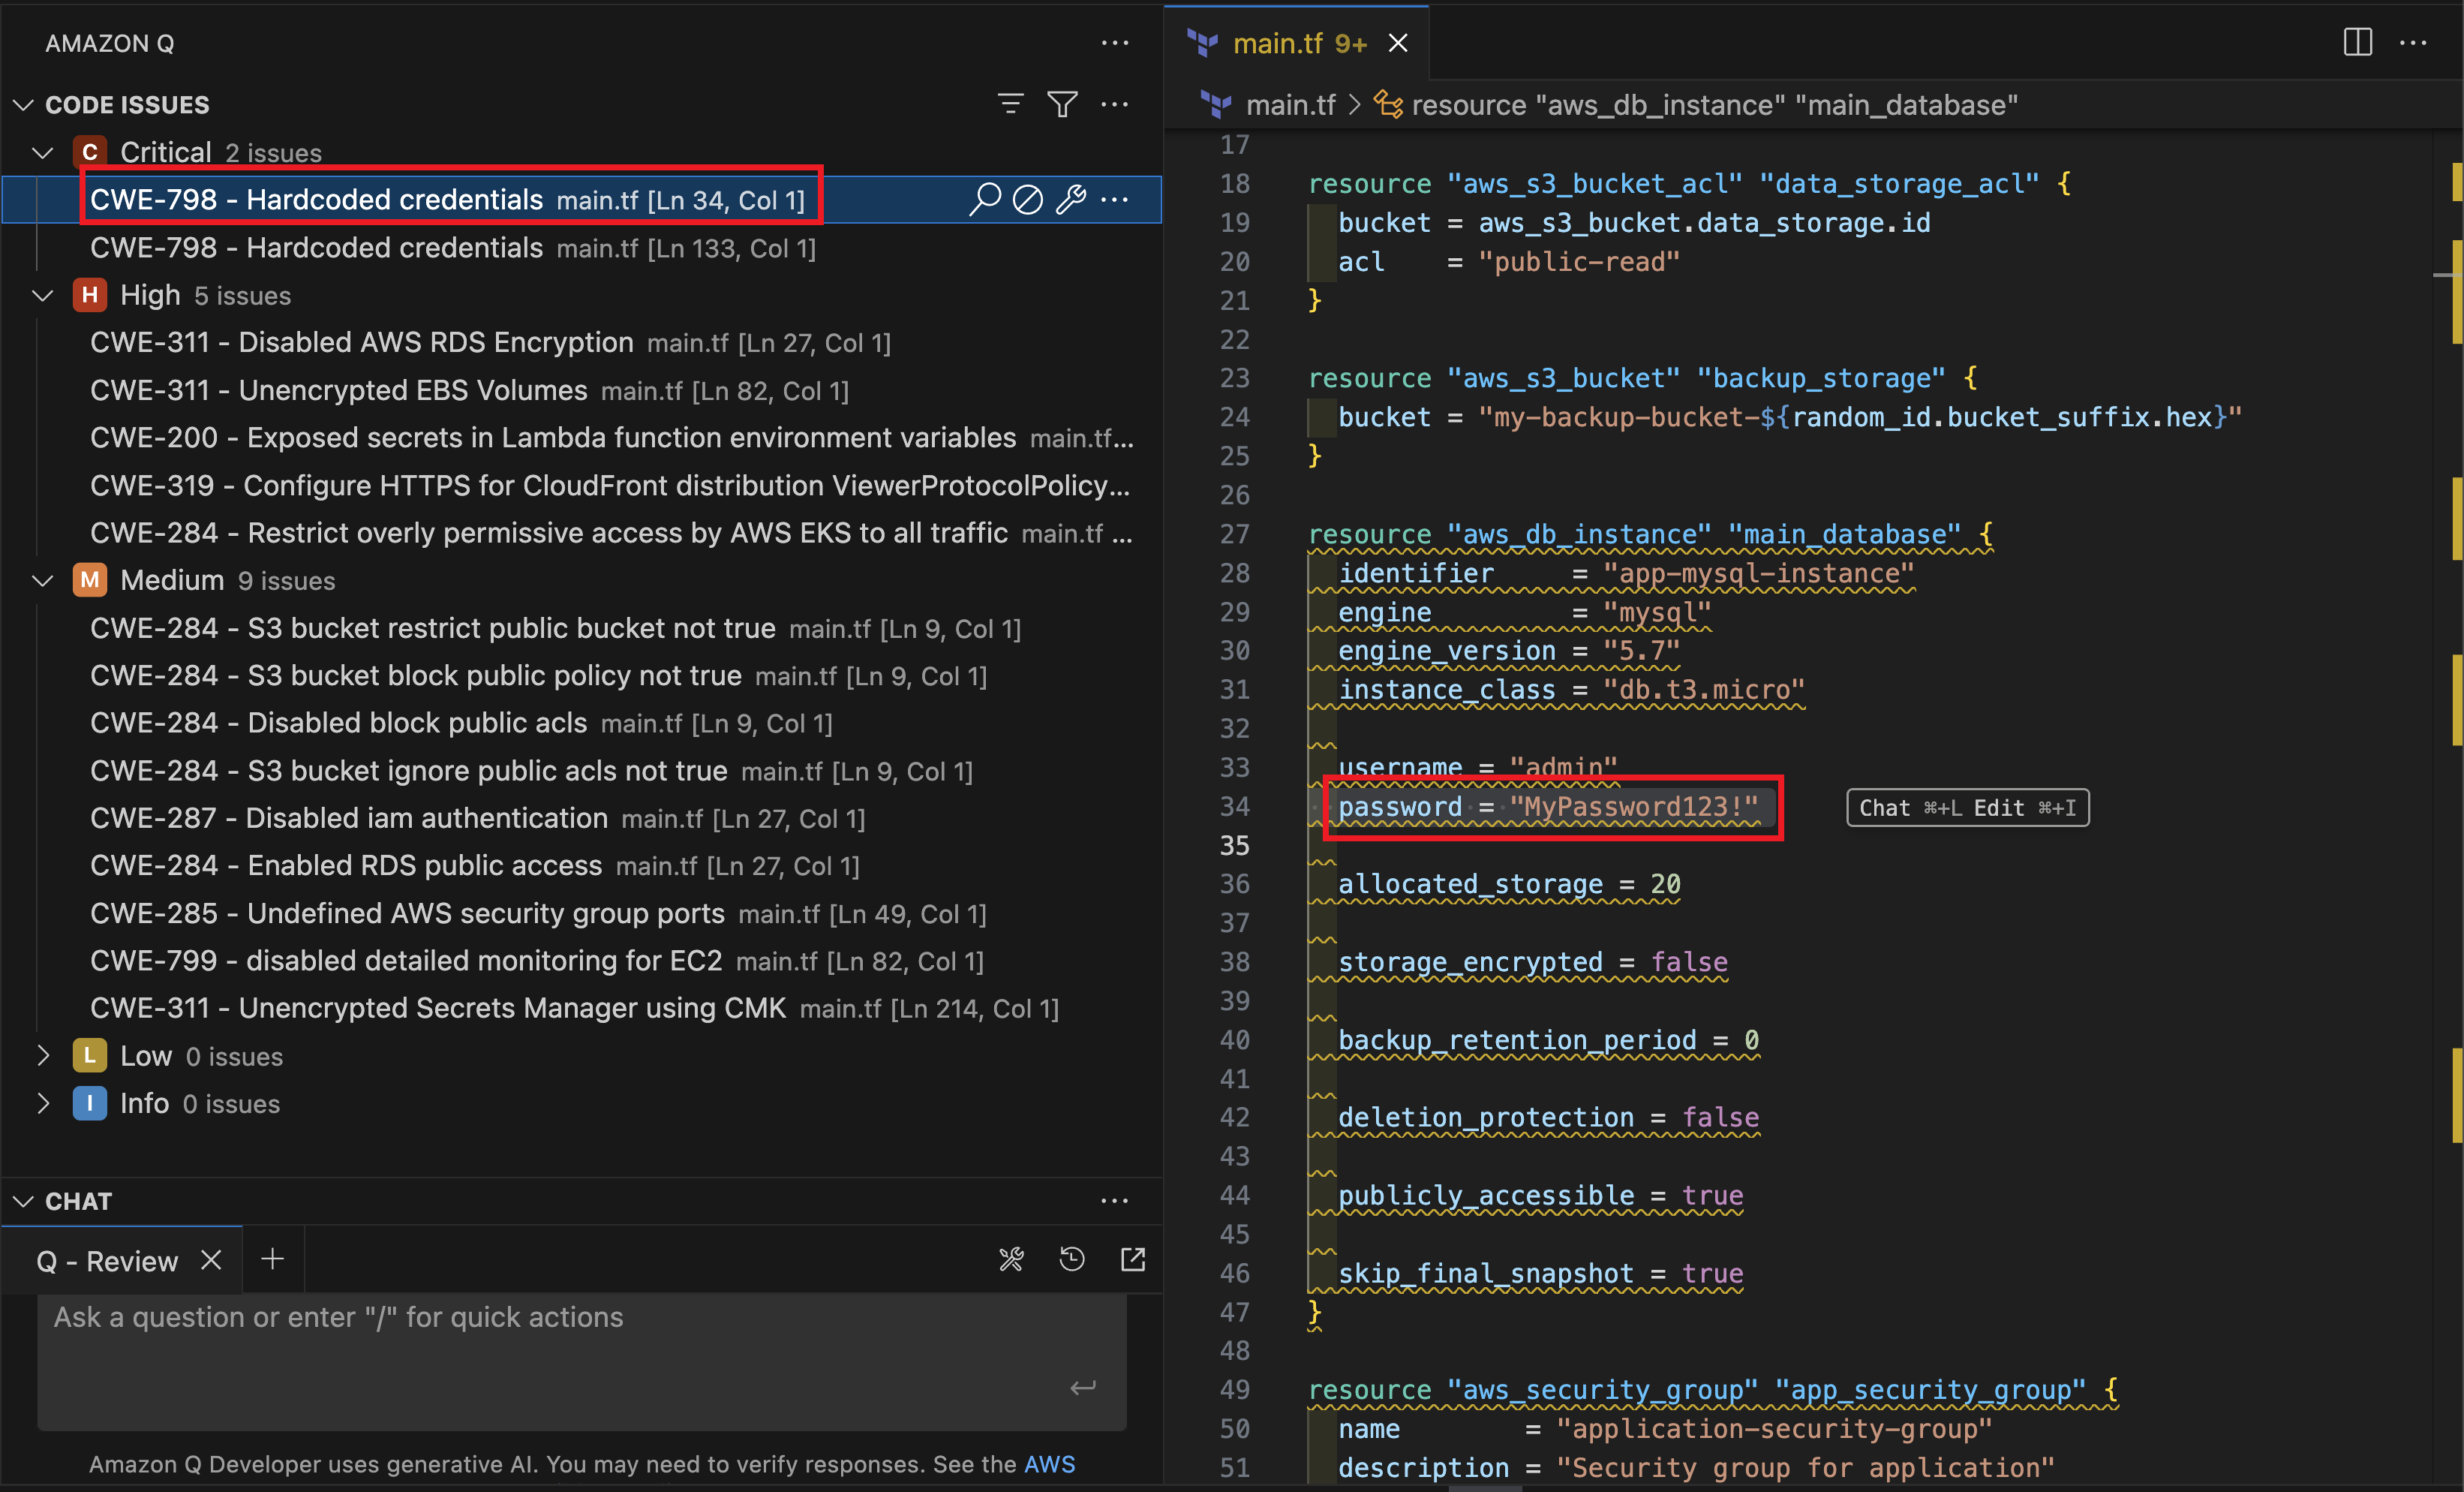 AMAZON Q
CODE ISSUES
C Critical 2 issues
CWE-798 - Hardcoded credentials main.tf [Ln 34, Col 1]
CWE-798 - Hardcoded credentials main.tf [Ln 133, Col 1]
H High 5 issues
CWE-311 - Disabled AWS RDS Encryption main.tf [Ln 27, Col 1]
CWE-311 - Unencrypted EBS Volumes main.tf [Ln 82, Col 1]
CWE-200 - Exposed secrets in Lambda function environment variables main.tf...
CWE-319 - Configure HTTPS for CloudFront distribution ViewerProtocolPolicy...
CWE-284 - Restrict overly permissive access by AWS EKS to all traffic main.tf ...
M Medium 9 issues
CWE-284 - S3 bucket restrict public bucket not true main.tf [Ln 9, Col 1]
CWE-284 - S3 bucket block public policy not true main.tf [Ln 9, Col 1]
CWE-284 - Disabled block public acls main.tf [Ln 9, Col 1]
CWE-284 - S3 bucket ignore public acls not true main.tf [Ln 9, Col 1]
CWE-287 - Disabled iam authentication main.tf [Ln 27, Col 1]
CWE-284 - Enabled RDS public access main.tf [Ln 27, Col 1]
CWE-285 - Undefined AWS security group ports main.tf [Ln 49, Col 1]
CWE-799 - disabled detailed monitoring for EC2 main.tf [Ln 82, Col 1]
CWE-311 - Unencrypted Secrets Manager using CMK main.tf [Ln 214, Col 1]
L Low 0 issues
I Info 0 issues
CHAT
Q - Review
Ask a question or enter "/" for quick actions
Amazon Q Developer uses generative AI. You may need to verify responses. See the AWS
main.tf 9+
main.tf > resource "aws_db_instance" "main_database"
17
18 resource "aws_s3_bucket_acl" "data_storage_acl" {
19 bucket = aws_s3_bucket.data_storage.id
20 acl    = "public-read"
21 }
22
23 resource "aws_s3_bucket" "backup_storage" {
24 bucket = "my-backup-bucket-${random_id.bucket_suffix.hex}"
25 }
26
27 resource "aws_db_instance" "main_database" {
28 identifier     = "app-mysql-instance"
29 engine         = "mysql"
30 engine_version = "5.7"
31 instance_class = "db.t3.micro"
32
33 username = "admin"
34 password = "MyPassword123!" Chat ⌘+L Edit ⌘+I
35
36 allocated_storage = 20
37
38 storage_encrypted = false
39
40 backup_retention_period = 0
41
42 deletion_protection = false
43
44 publicly_accessible = true
45
46 skip_final_snapshot = true
47 }
48
49 resource "aws_security_group" "app_security_group" {
50 name        = "application-security-group"
51 description = "Security group for application"